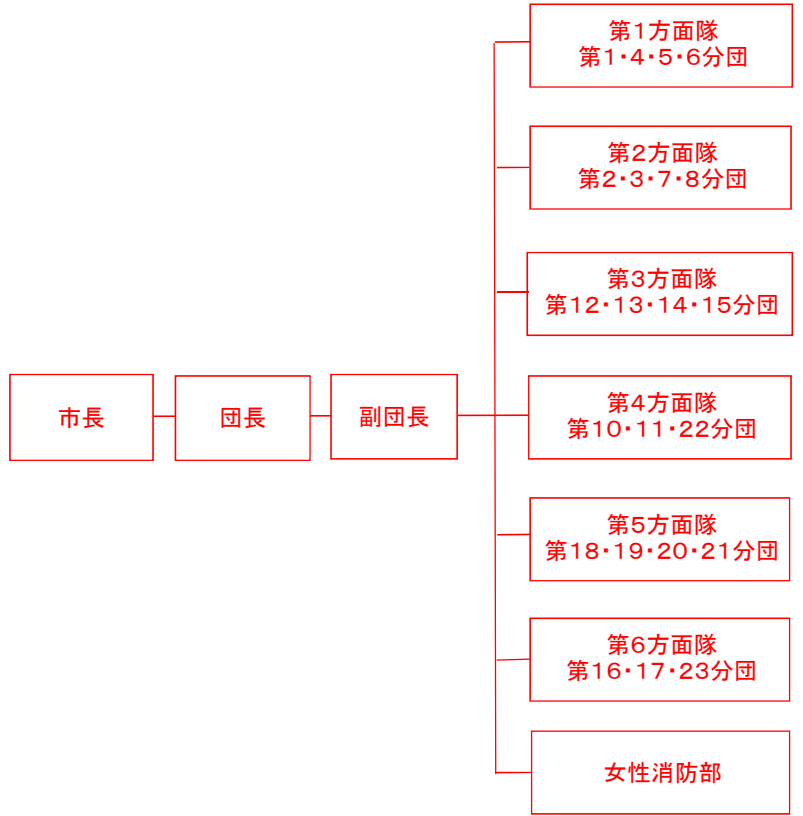 第1方面隊
第1・4・5・6分団
第2方面隊
第2・3・7・8分団
第3方面隊
第12・13・14・15分団
市長
団長
副団長
第4方面隊
第10・11・22分団
第5方面隊
第18・19・20・21分団
第6方面隊
第16・17・23分団
女性消防部